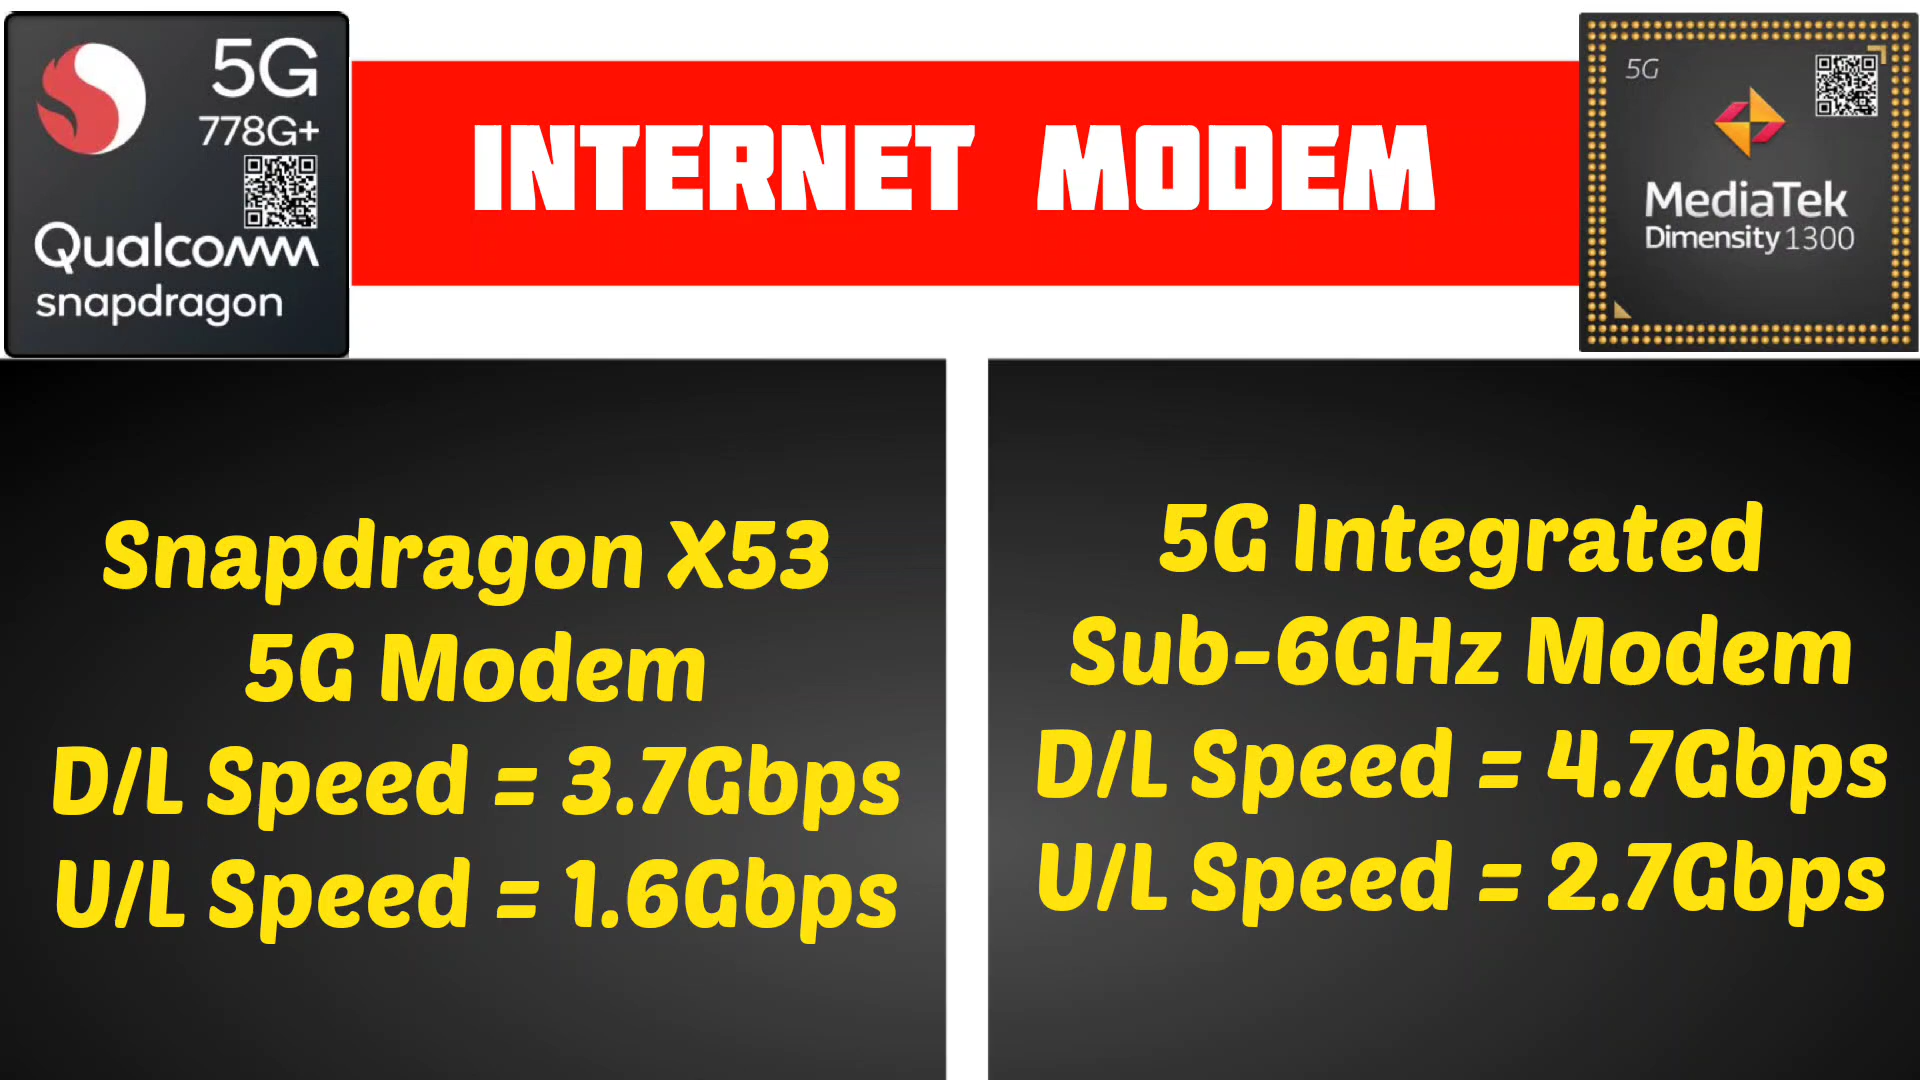 5G
778G+
Qualcomm
snapdragon
INTERNET MODEM
5G
MediaTek
Dimensity 1300
Snapdragon X53
5G Modem
D/L Speed = 3.7Gbps
U/L Speed = 1.6Gbps
5G Integrated
Sub-6GHz Modem
D/L Speed = 4.7Gbps
U/L Speed = 2.7Gbps